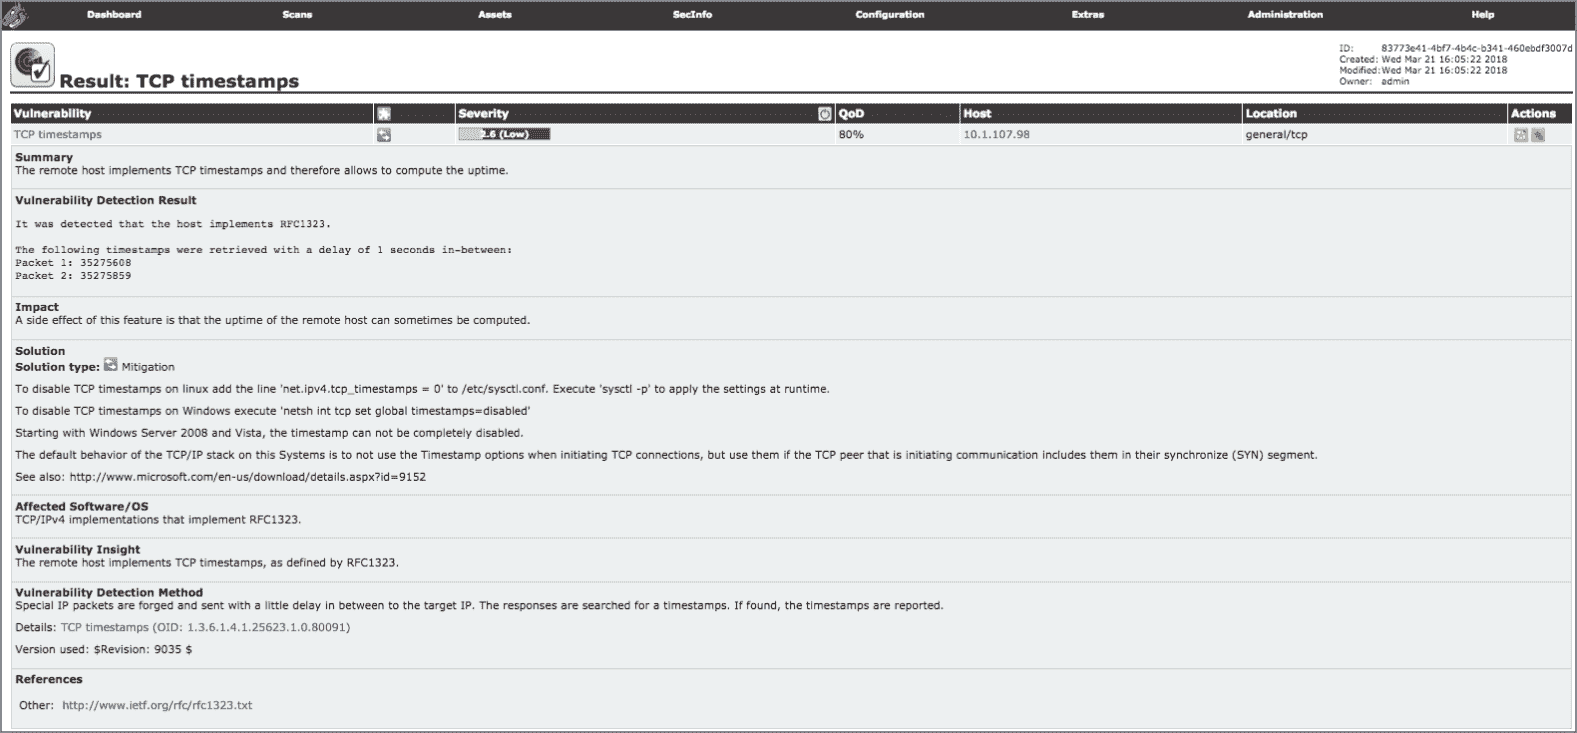 Dashboard Scans Assets SecInfo Configuration Extras Administration Help
ID: 83773e41-4bf7-4b4c-b341-460ebdf3007d
Created: Wed Mar 21 16:05:22 2018
Modified: Wed Mar 21 16:05:22 2018
Owner: admin
Result: TCP timestamps
Vulnerability Severity QoD Host Location Actions
TCP timestamps 2.6 (Low) 80% 10.1.107.98 general/tcp
Summary
The remote host implements TCP timestamps and therefore allows to compute the uptime.
Vulnerability Detection Result
It was detected that the host implements RFC1323.
The following timestamps were retrieved with a delay of 1 seconds in-between:
Packet 1: 35275608
Packet 2: 35275859
Impact
A side effect of this feature is that the uptime of the remote host can sometimes be computed.
Solution
Solution type: Mitigation
To disable TCP timestamps on linux add the line 'net.ipv4.tcp_timestamps = 0' to /etc/sysctl.conf. Execute 'sysctl -p' to apply the settings at runtime.
To disable TCP timestamps on Windows execute 'netsh int tcp set global timestamps=disabled'
Starting with Windows Server 2008 and Vista, the timestamp can not be completely disabled.
The default behavior of the TCP/IP stack on this Systems is to not use the Timestamp options when initiating TCP connections, but use them if the TCP peer that is initiating communication includes them in their synchronize (SYN) segment.
See also: http://www.microsoft.com/en-us/download/details.aspx?id=9152
Affected Software/OS
TCP/IPv4 implementations that implement RFC1323.
Vulnerability Insight
The remote host implements TCP timestamps, as defined by RFC1323.
Vulnerability Detection Method
Special IP packets are forged and sent with a little delay in between to the target IP. The responses are searched for a timestamps. If found, the timestamps are reported.
Details: TCP timestamps (OID: 1.3.6.1.4.1.25623.1.0.80091)
Version used: $Revision: 9035 $
References
Other: http://www.ietf.org/rfc/rfc1323.txt